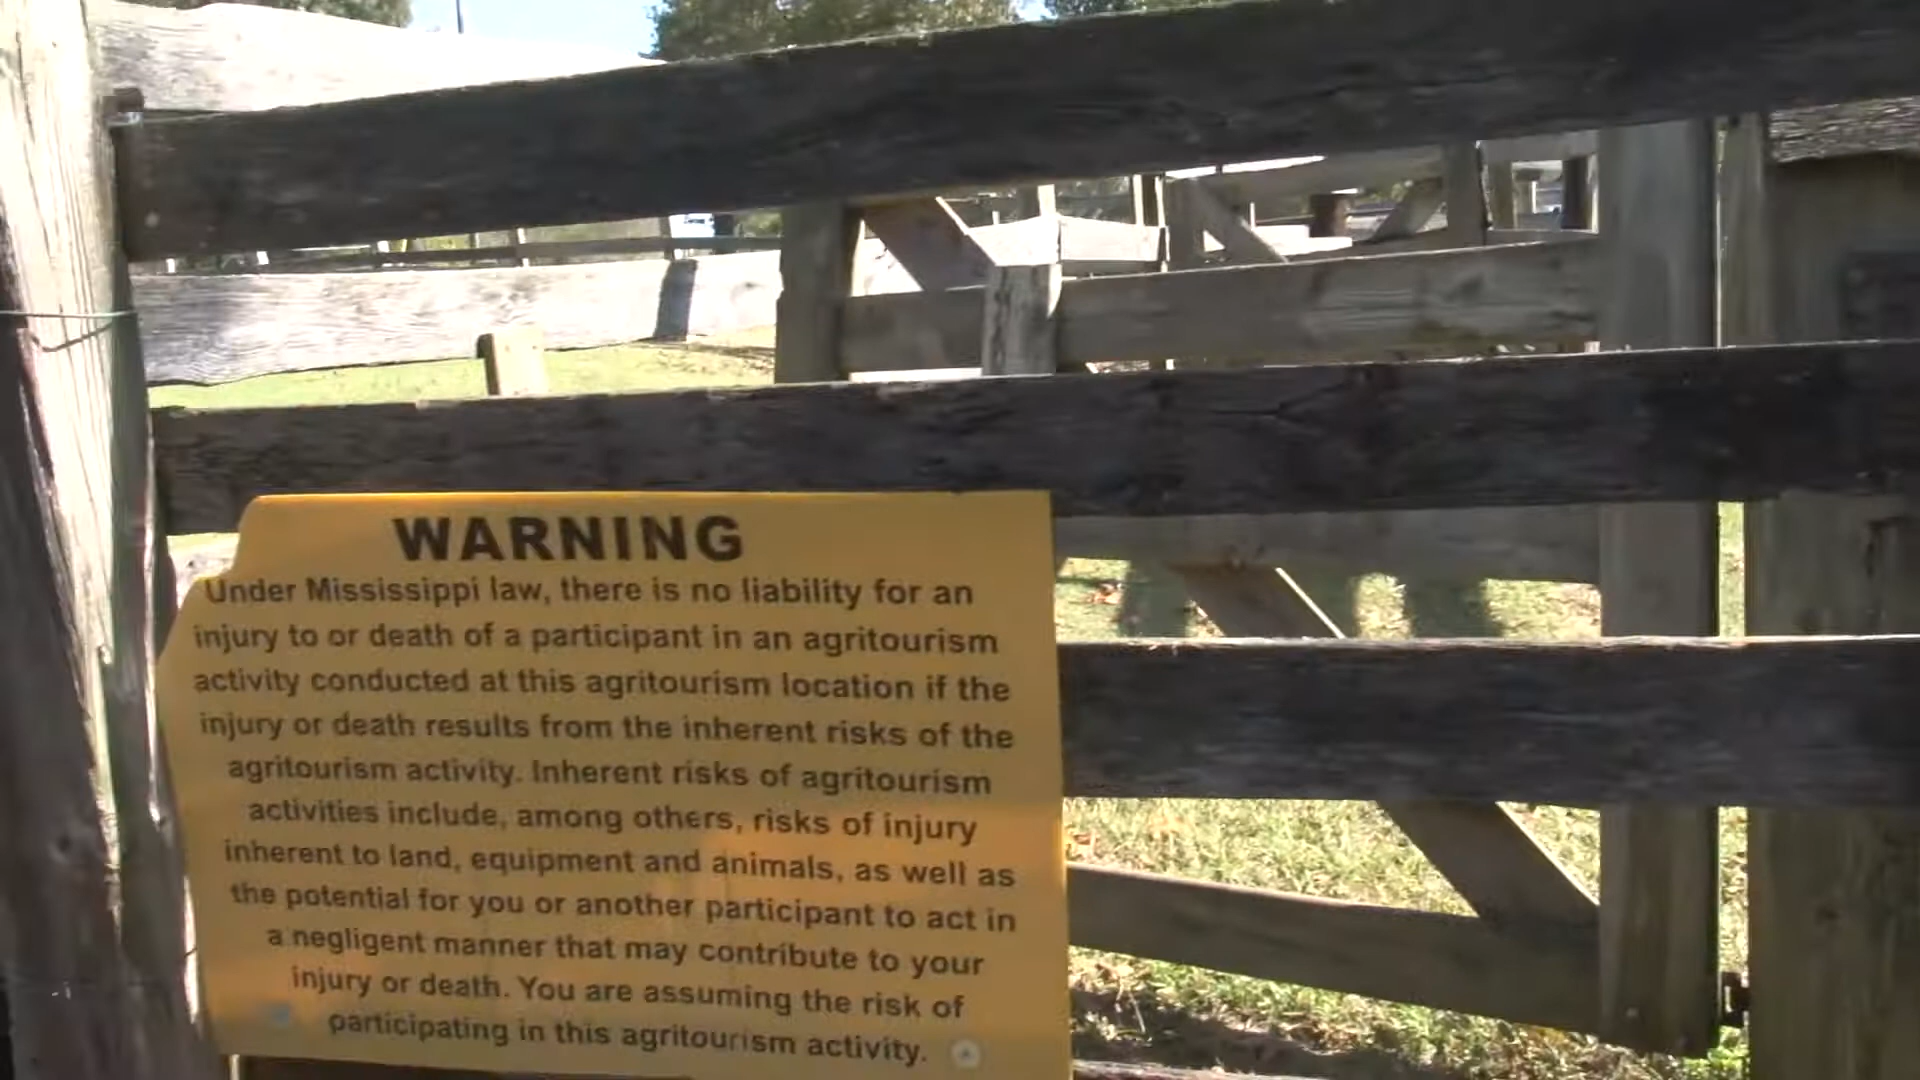 WARNING
Under Mississippi law, there is no liability for an
injury to or death of a participant in an agritourism
activity conducted at this agritourism location if the
injury or death results from the inherent risks of the
agritourism activity. Inherent risks of agritourism
activities include, among others, risks of injury
inherent to land, equipment and animals, as well as
the potential for you or another participant to act in
a negligent manner that may contribute to your
injury or death. You are assuming the risk of
participating in this agritourism activity.